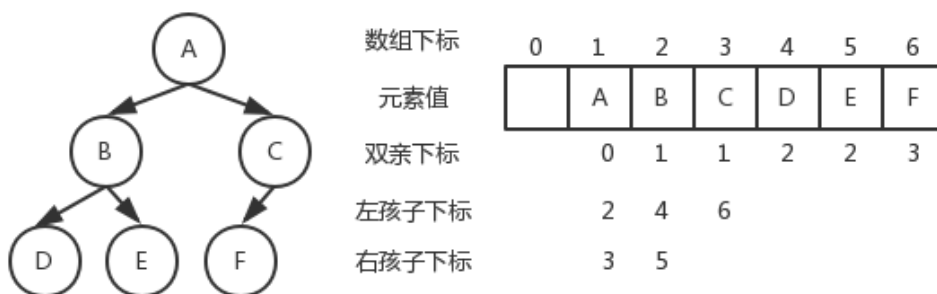 A
B C
D E F
数组下标 0 1 2 3 4 5 6
元素值 A B C D E F
双亲下标 0 1 1 2 2 3
左孩子下标 2 4 6
右孩子下标 3 5